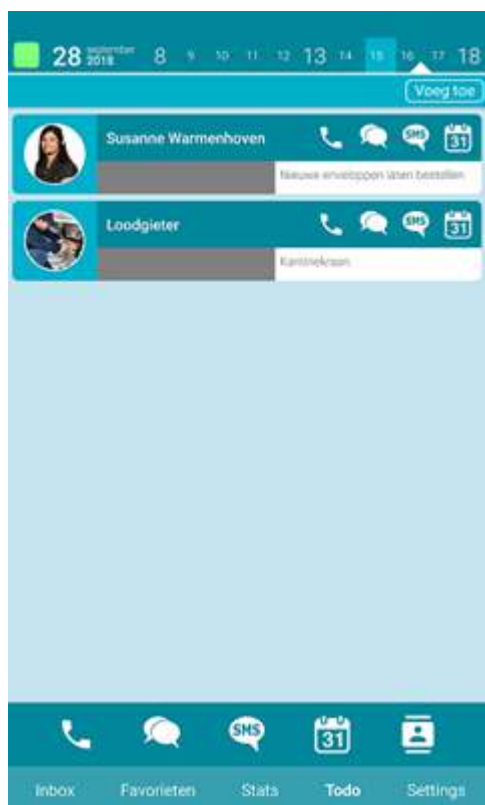 28 september 2018 8 9 10 11 12 13 14 15 16 17 18
Voeg toe
Susanne Warmenhoven
SMS 31
Nieuwe enveloppen laten bestellen
Loodgieter
SMS 31
Kantinekraan
SMS 31
Inbox Favorieten Stats Todo Settings